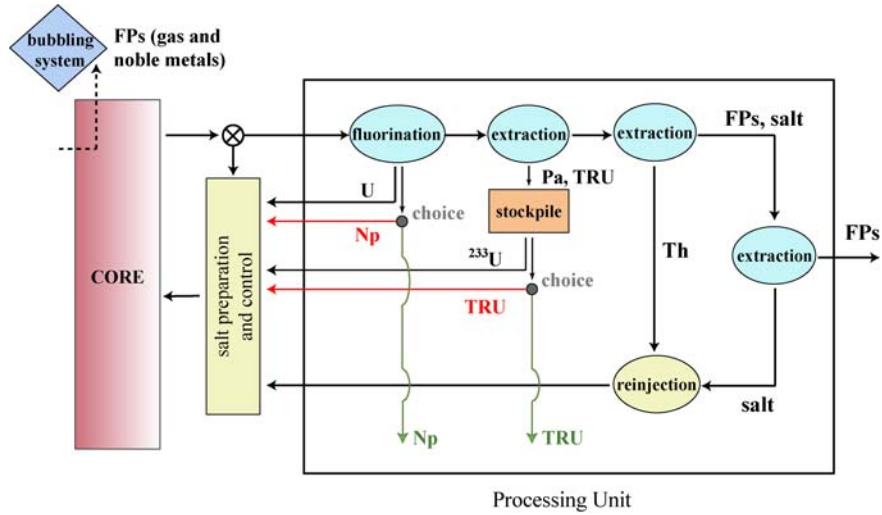 bubbling
system
FPs (gas and
noble metals)
fluorination
extraction
extraction
FPs, salt
U
Pa, TRU
choice
stockpile
Np
²³³U
Th
extraction
FPs
CORE
salt preparation
and control
choice
TRU
reinjection
salt
Np
TRU
Processing Unit